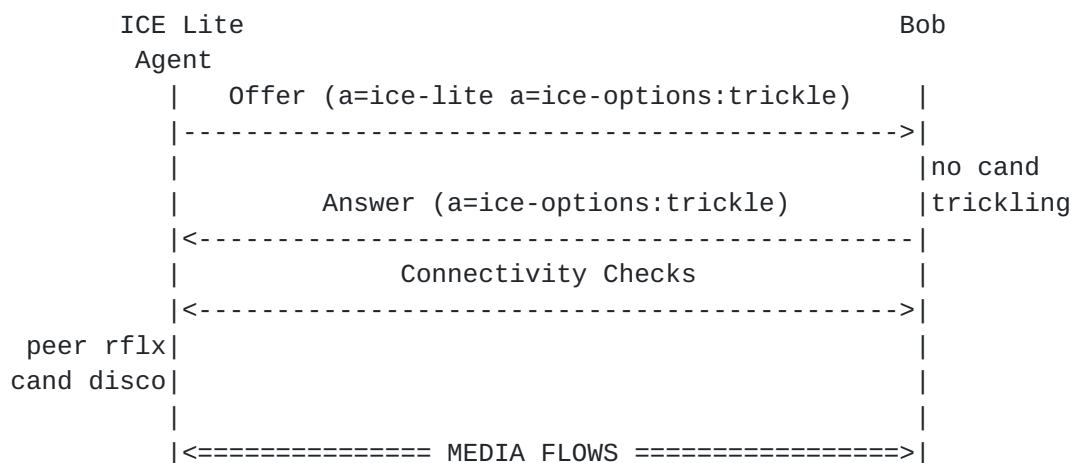 ICE Lite                                          Bob
 Agent
   |   Offer (a=ice-lite a=ice-options:trickle)    |
   |---------------------------------------------->|
   |                                               |no cand
   |         Answer (a=ice-options:trickle)        |trickling
   |<----------------------------------------------|
   |              Connectivity Checks              |
   |<--------------------------------------------->|
peer rflx|                                               |
cand disco|                                               |
   |                                               |
   |<=============== MEDIA FLOWS =================>|